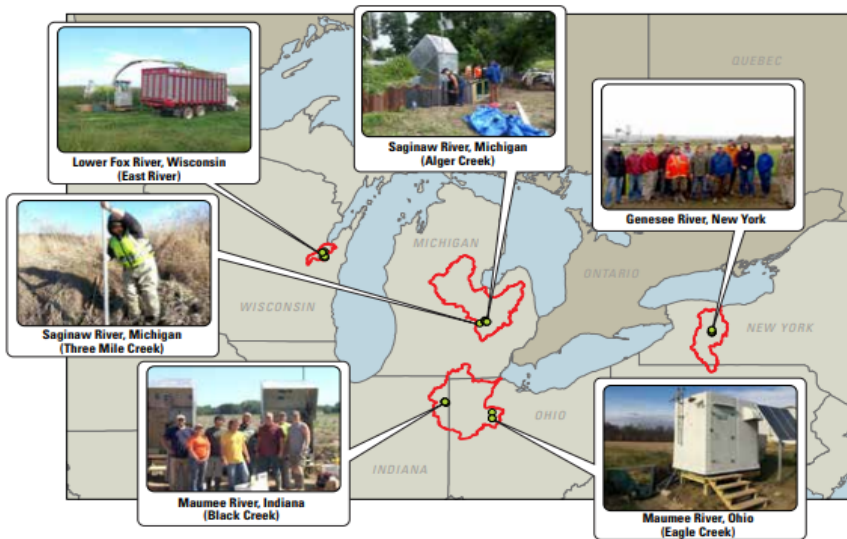 QUEBEC
Lower Fox River, Wisconsin
(East River)
Saginaw River, Michigan
(Alger Creek)
Genesee River, New York
MICHIGAN
ONTARIO
WISCONSIN
NEW YORK
Saginaw River, Michigan
(Three Mile Creek)
OHIO
INDIANA
Maumee River, Indiana
(Black Creek)
Maumee River, Ohio
(Eagle Creek)